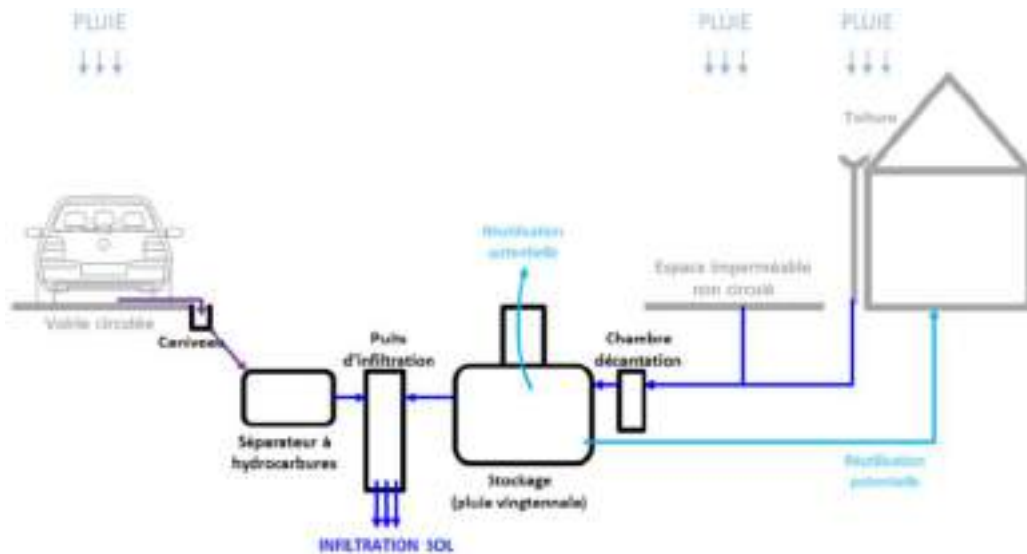 PLUIE
PLUIE
PLUIE
Toiture
Réutilisation
potentielle
Espace imperméable
non circulé
Voirie circulée
Caniveau
Puits
d'infiltration
Chambre
décantation
Séparateur à
hydrocarbures
Stockage
(pluie vingtennale)
Réutilisation
potentielle
INFILTRATION SOL